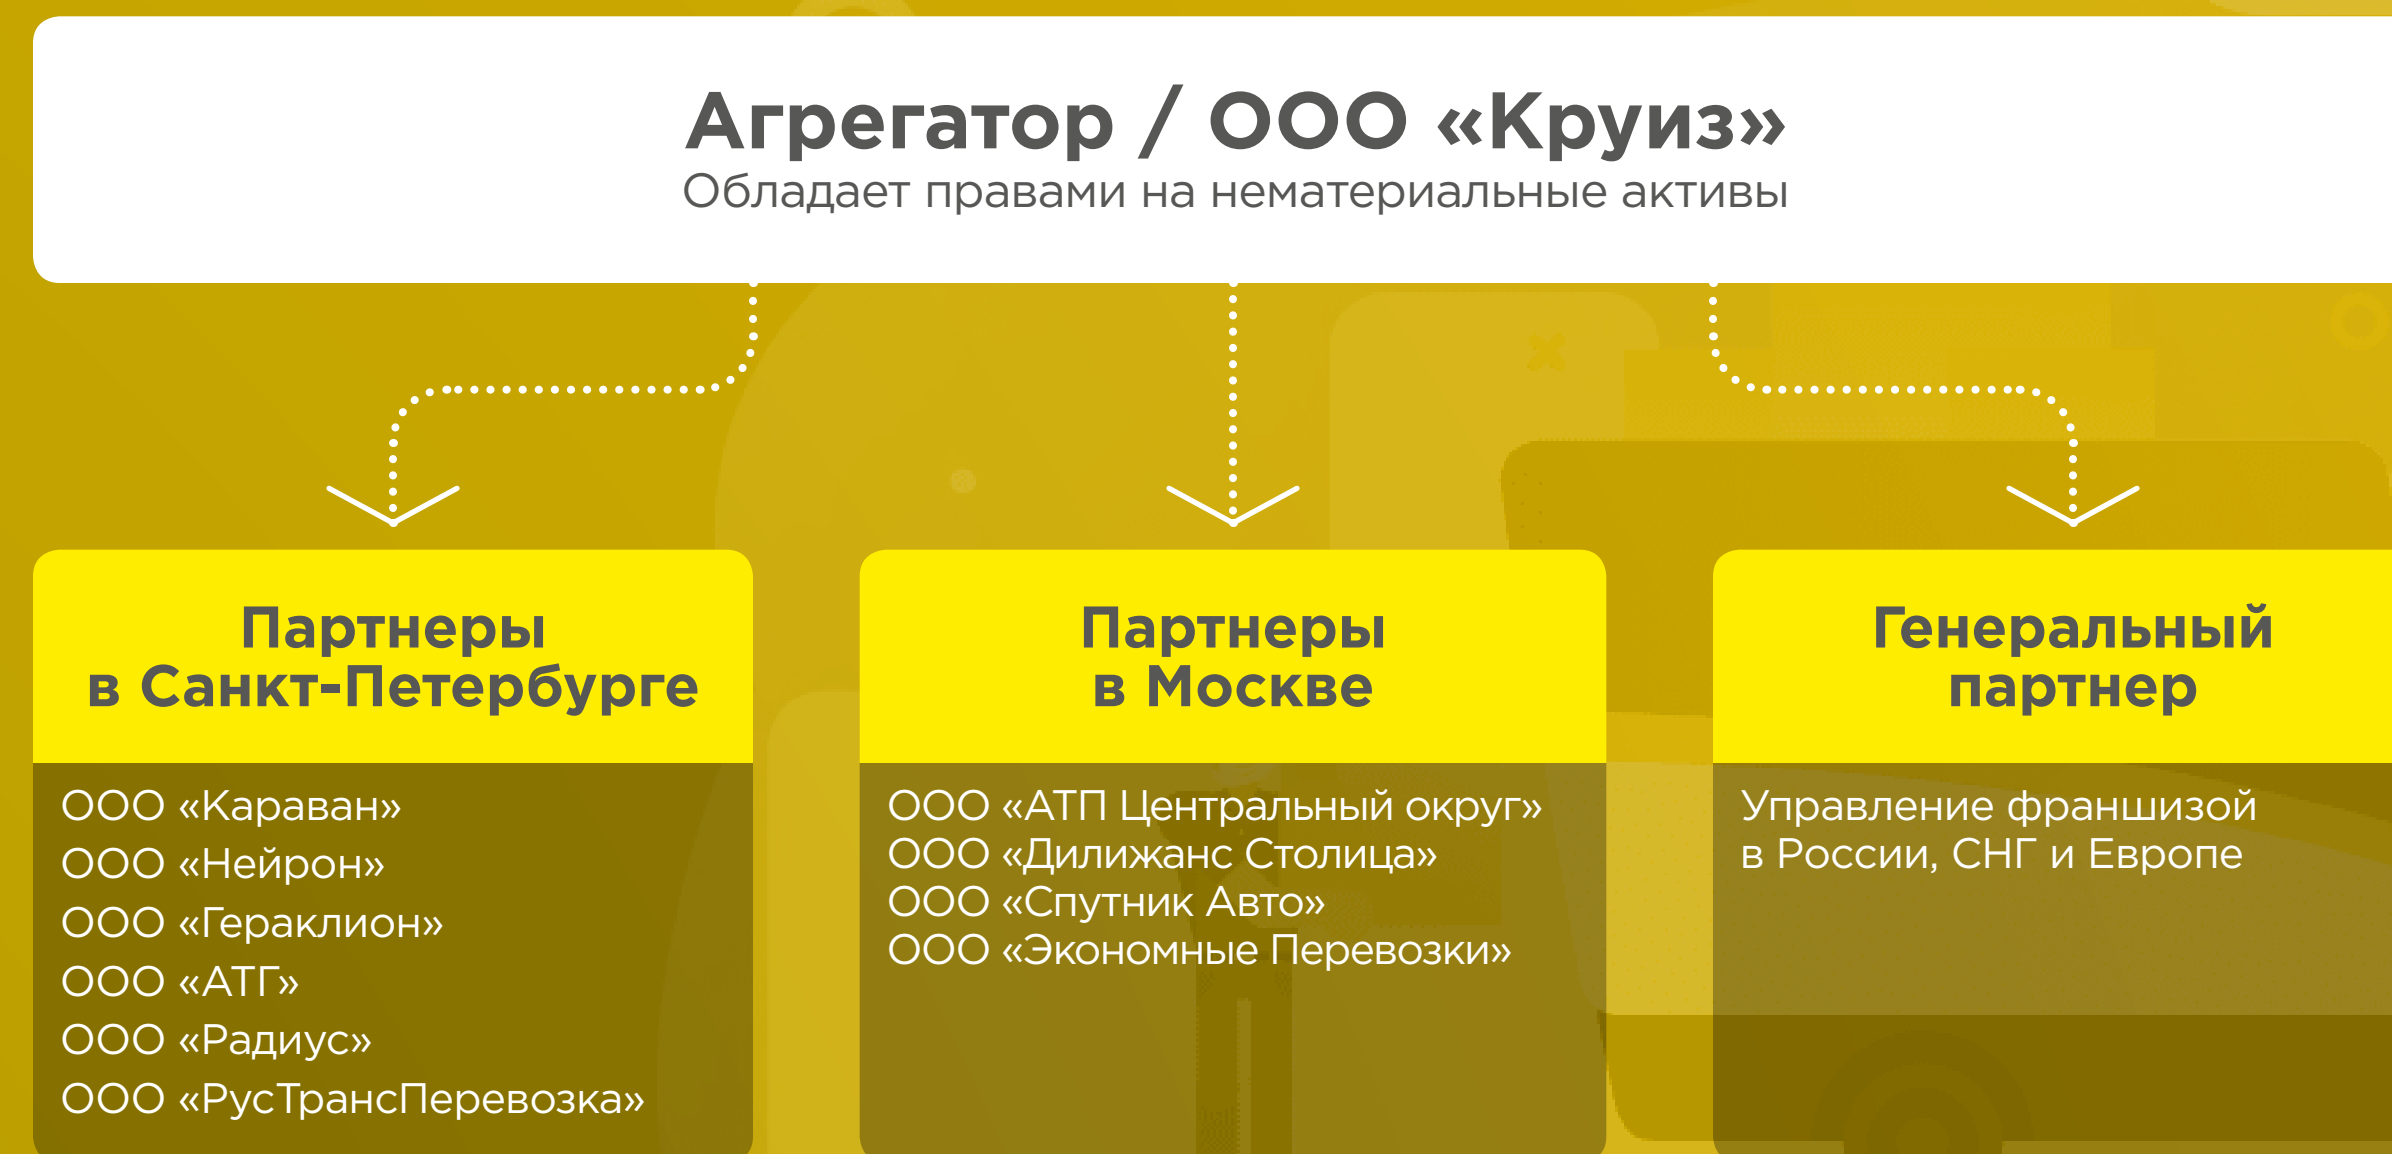 Агрегатор / ООО «Круиз»
Обладает правами на нематериальные активы
Партнеры
в Санкт-Петербурге
ООО «Караван»
ООО «Нейрон»
ООО «Гераклион»
ООО «АТГ»
ООО «Радиус»
ООО «РусТрансПеревозка»
Партнеры
в Москве
ООО «АТП Центральный округ»
ООО «Дилижанс Столица»
ООО «Спутник Авто»
ООО «Экономные Перевозки»
Генеральный
партнер
Управление франшизой
в России, СНГ и Европе